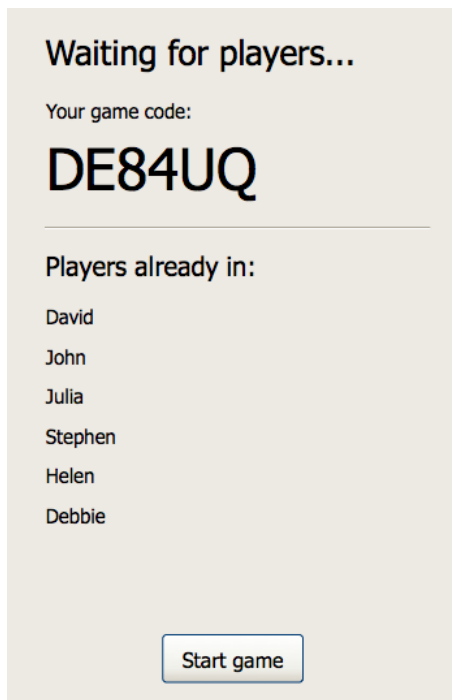 Waiting for players...
Your game code:
DE84UQ
Players already in:
David
John
Julia
Stephen
Helen
Debbie
Start game